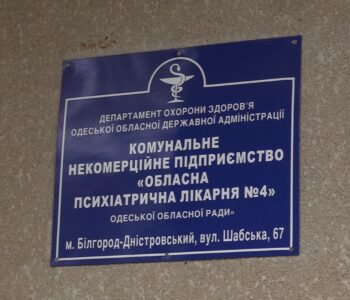 ДЕПАРТАМЕНТ ОХОРОНИ ЗДОРОВ'Я
ОДЕСЬКОЇ ОБЛАСНОЇ ДЕРЖАВНОЇ АДМІНІСТРАЦІЇ
КОМУНАЛЬНЕ
НЕКОМЕРЦІЙНЕ ПІДПРИЄМСТВО
«ОБЛАСНА
ПСИХІАТРИЧНА ЛІКАРНЯ №4»
ОДЕСЬКОЇ ОБЛАСНОЇ РАДИ»
м. Білгород-Дністровський, вул. Шабська, 67